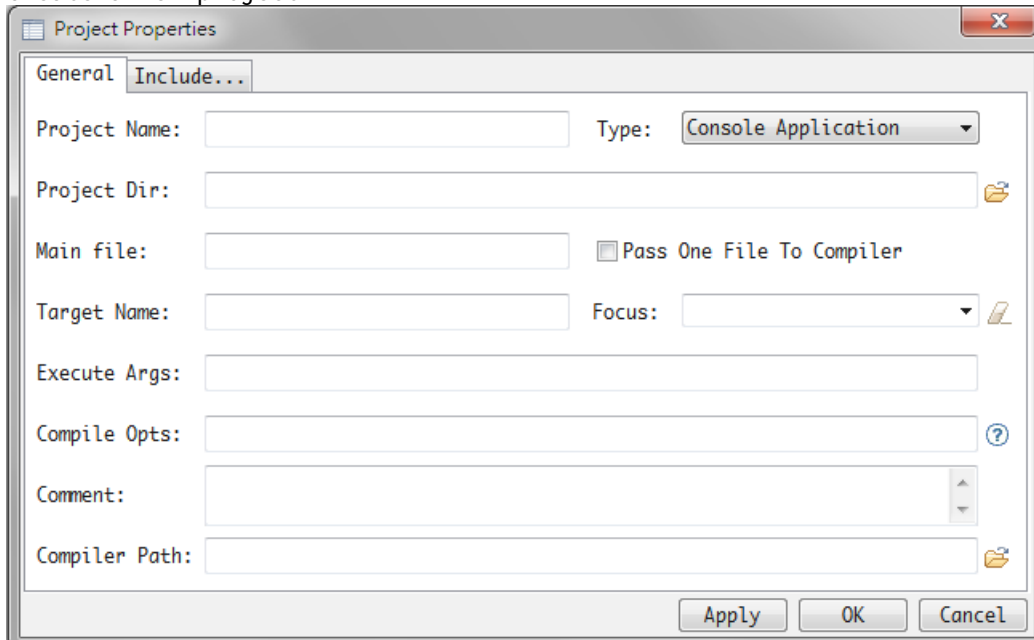 Project Properties
General Include...
Project Name: Type: Console Application
Project Dir:
Main file: Pass One File To Compiler
Target Name: Focus:
Execute Args:
Compile Opts: ?
Comment:
Compiler Path:
Apply OK Cancel